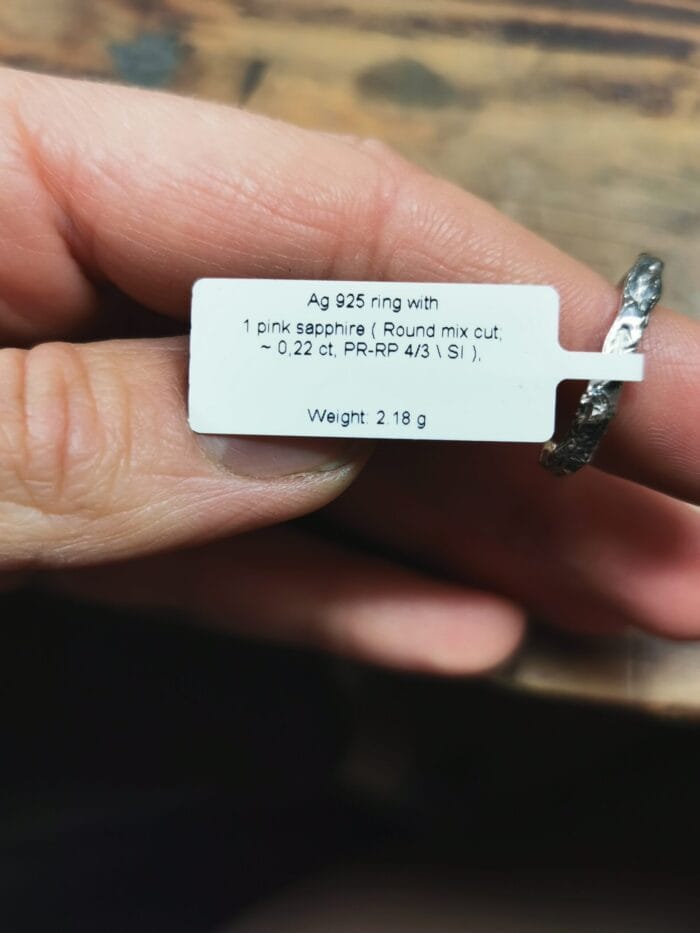 Ag 925 ring with
1 pink sapphire ( Round mix cut;
~ 0,22 ct, PR-RP 4/3 \ SI ).
Weight: 2.18 g